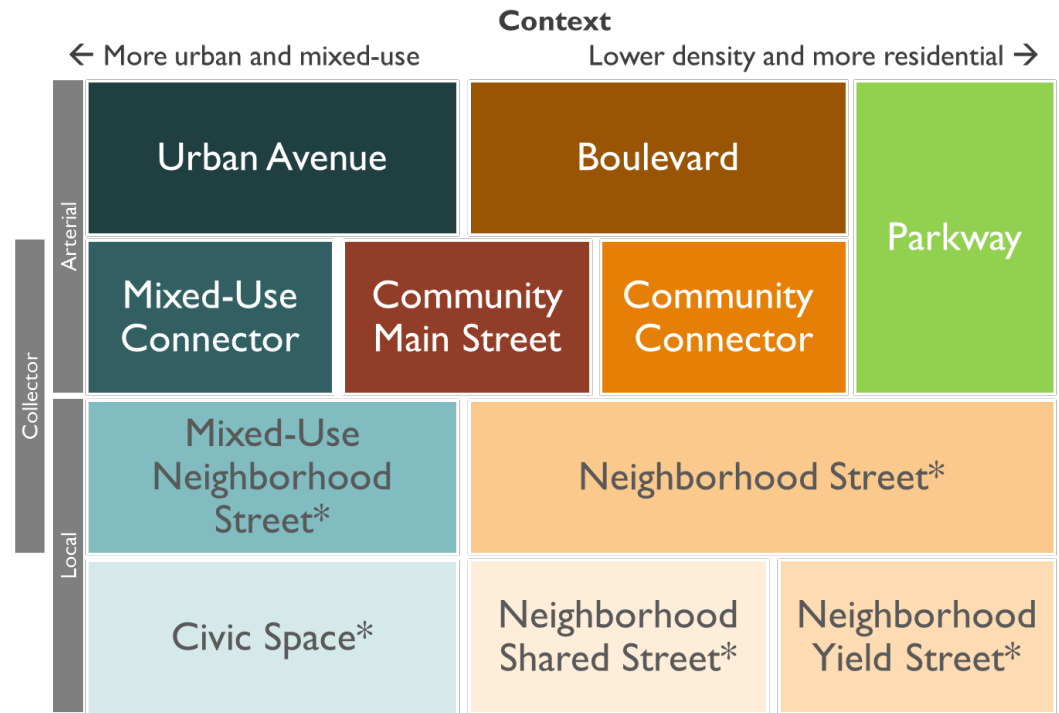 Context
← More urban and mixed-use
Lower density and more residential →
Collector
Arterial
Urban Avenue
Boulevard
Parkway
Mixed-Use
Connector
Community
Main Street
Community
Connector
Local
Mixed-Use
Neighborhood
Street*
Neighborhood Street*
Civic Space*
Neighborhood
Shared Street*
Neighborhood
Yield Street*